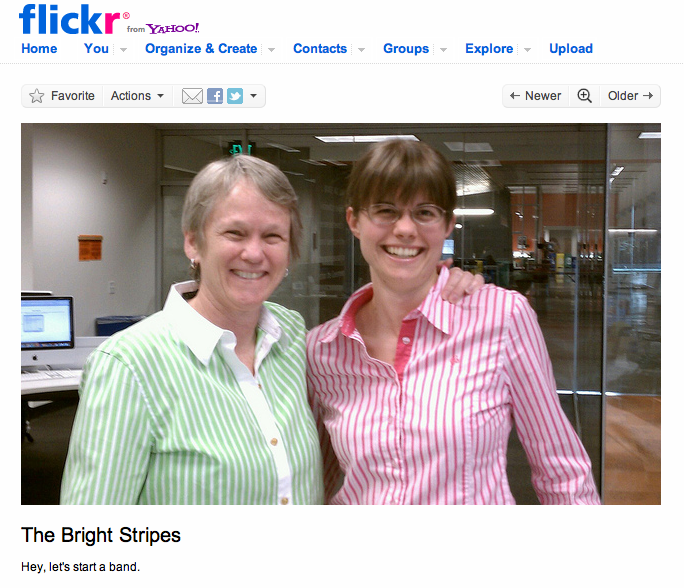 flickr® from YAHOO!
Home You Organize & Create Contacts Groups Explore Upload
Favorite Actions ← Newer Older →
The Bright Stripes
Hey, let's start a band.